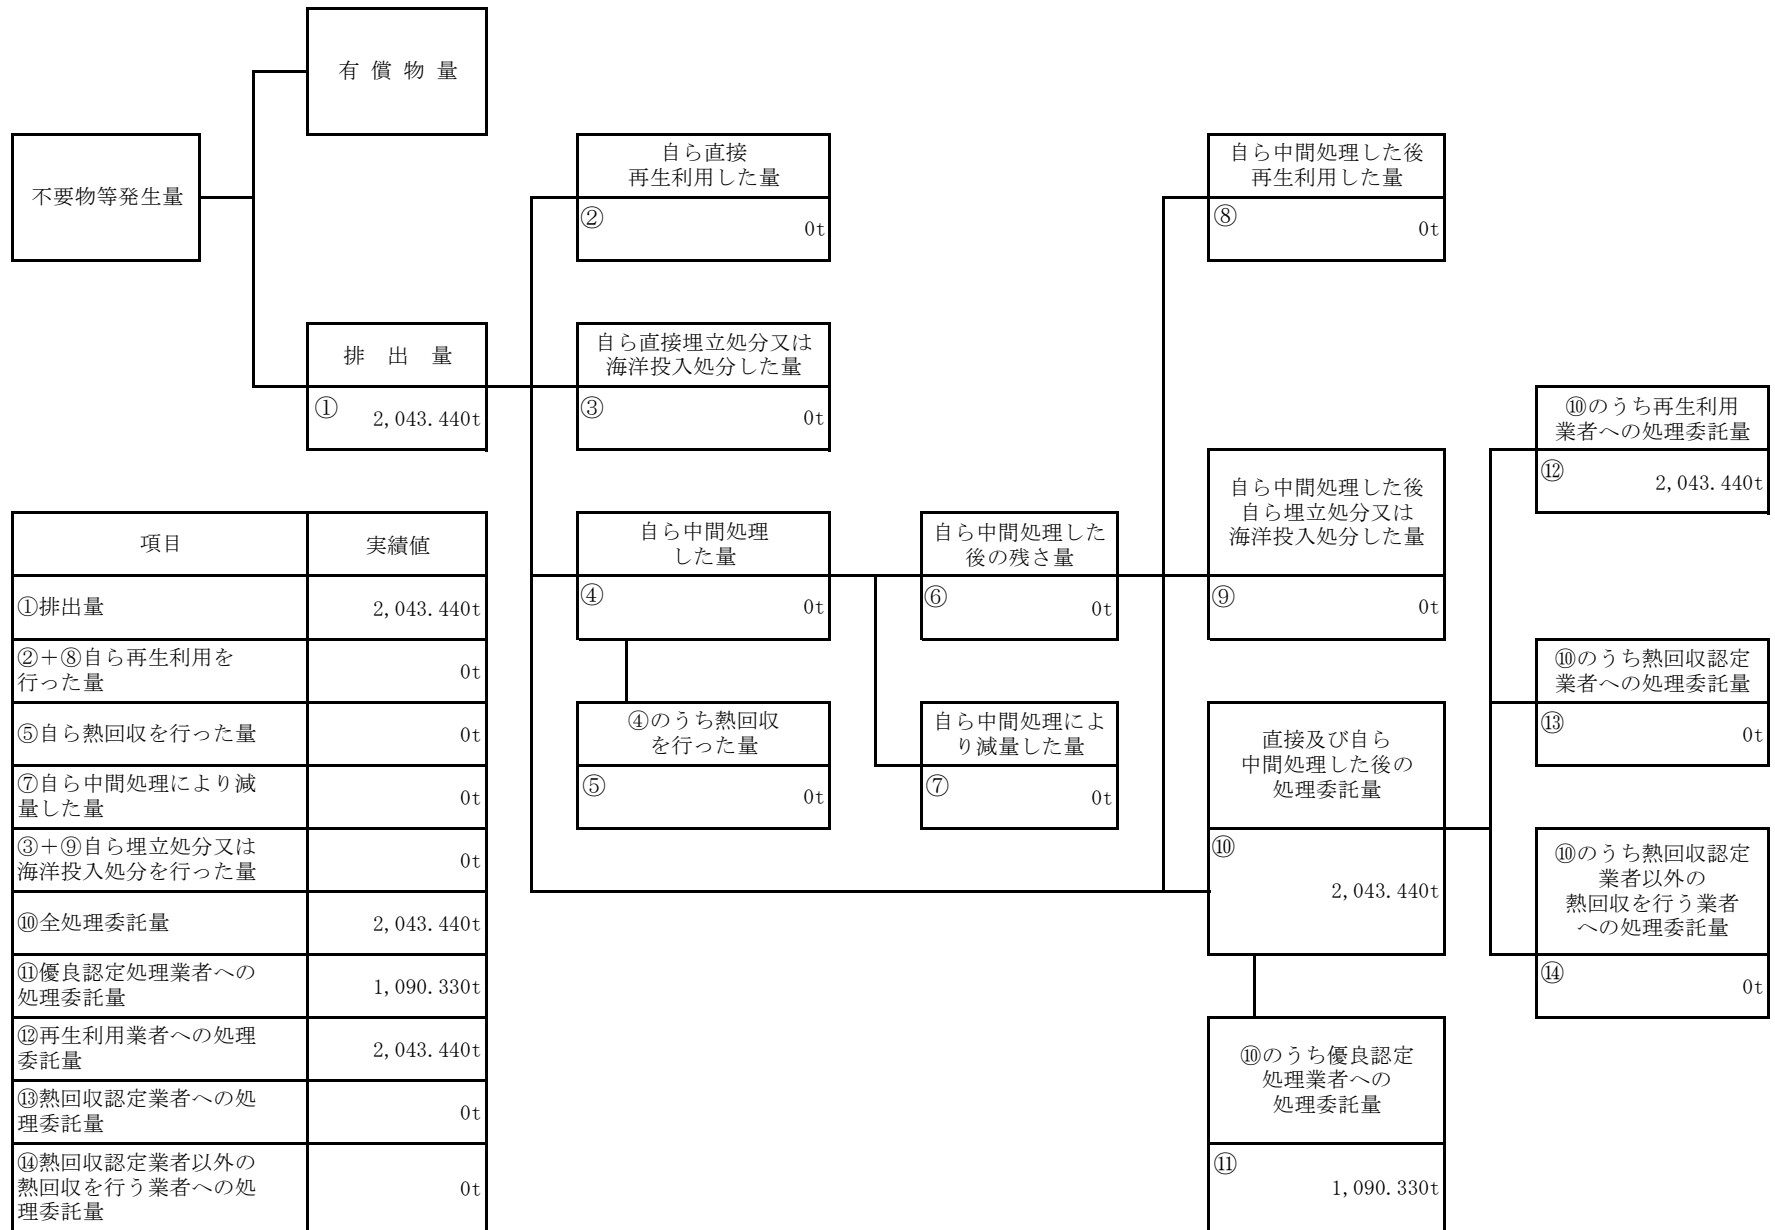 有償物量
不要物等発生量
自ら直接
再生利用した量
②
0t
自ら中間処理した後
再生利用した量
⑧
0t
排出量
①
2,043.440t
自ら直接埋立処分又は
海洋投入処分した量
③
0t
⑩のうち再生利用
業者への処理委託量
⑫
2,043.440t
自ら中間処理した後
自ら埋立処分又は
海洋投入処分した量
⑨
0t
自ら中間処理
した量
④
0t
自ら中間処理した
後の残さ量
⑥
0t
⑩のうち熱回収認定
業者への処理委託量
⑬
0t
④のうち熱回収
を行った量
⑤
0t
自ら中間処理によ
り減量した量
⑦
0t
直接及び自ら
中間処理した後の
処理委託量
⑩
2,043.440t
⑩のうち熱回収認定
業者以外の
熱回収を行う業者
への処理委託量
⑭
0t
⑩のうち優良認定
処理業者への
処理委託量
⑪
1,090.330t
項目
実績値
①排出量
2,043.440t
②+⑧自ら再生利用を
行った量
0t
⑤自ら熱回収を行った量
0t
⑦自ら中間処理により減
量した量
0t
③+⑨自ら埋立処分又は
海洋投入処分を行った量
0t
⑩全処理委託量
2,043.440t
⑪優良認定処理業者への
処理委託量
1,090.330t
⑫再生利用業者への処理
委託量
2,043.440t
⑬熱回収認定業者への処
理委託量
0t
⑭熱回収認定業者以外の
熱回収を行う業者への処
理委託量
0t